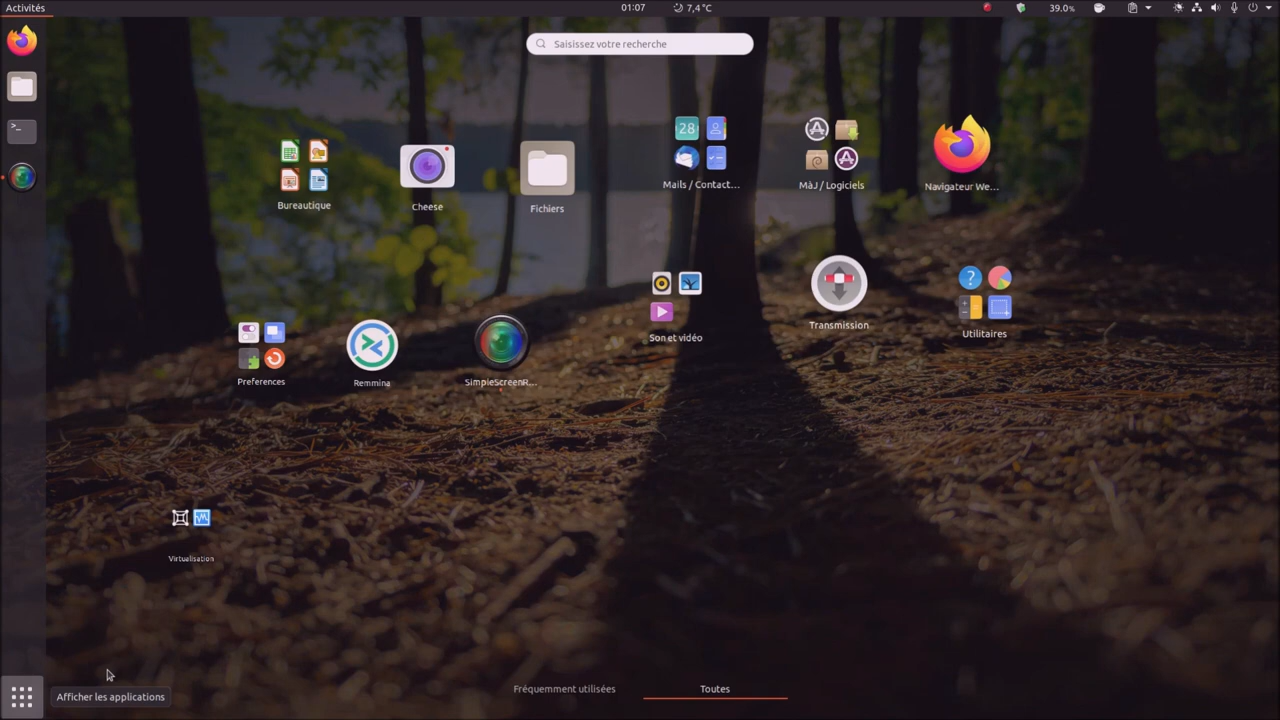 Activités
01:07
7,4 °C
39.0%
Saisissez votre recherche
28
Bureautique
Cheese
Fichiers
Mails / Contact...
MàJ / Logiciels
Navigateur We...
Preferences
Remmina
SimpleScreenR...
Son et vidéo
Transmission
Utilitaires
Virtualisation
Afficher les applications
Fréquemment utilisées
Toutes